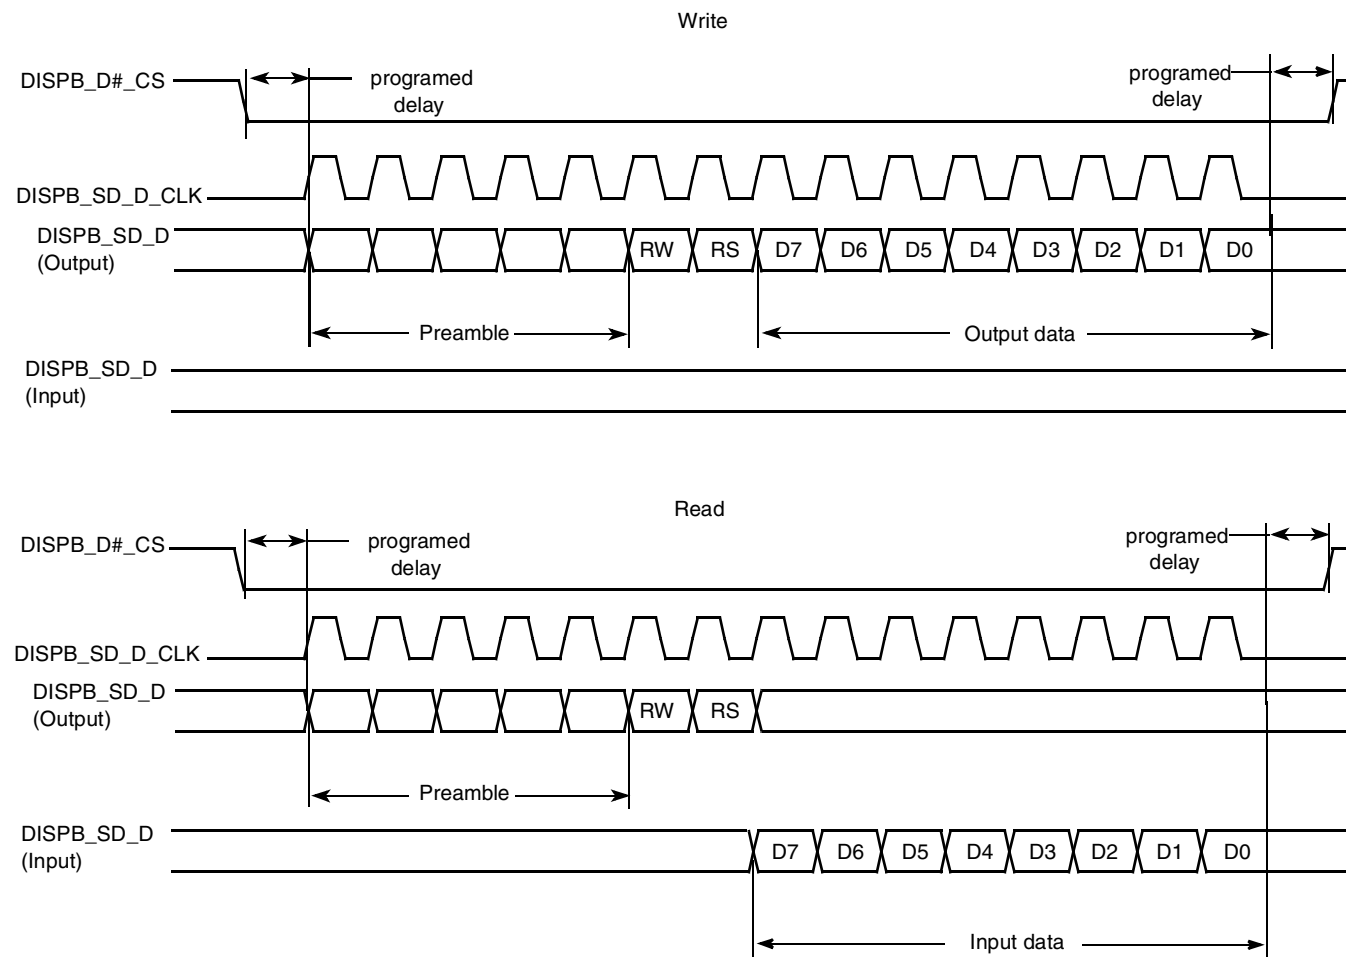 Write
DISPB_D#_CS
programed
delay
programed
delay
DISPB_SD_D_CLK
DISPB_SD_D
(Output)
RW RS D7 D6 D5 D4 D3 D2 D1 D0
Preamble
Output data
DISPB_SD_D
(Input)
Read
DISPB_D#_CS
programed
delay
programed
delay
DISPB_SD_D_CLK
DISPB_SD_D
(Output)
RW RS
Preamble
DISPB_SD_D
(Input)
D7 D6 D5 D4 D3 D2 D1 D0
Input data